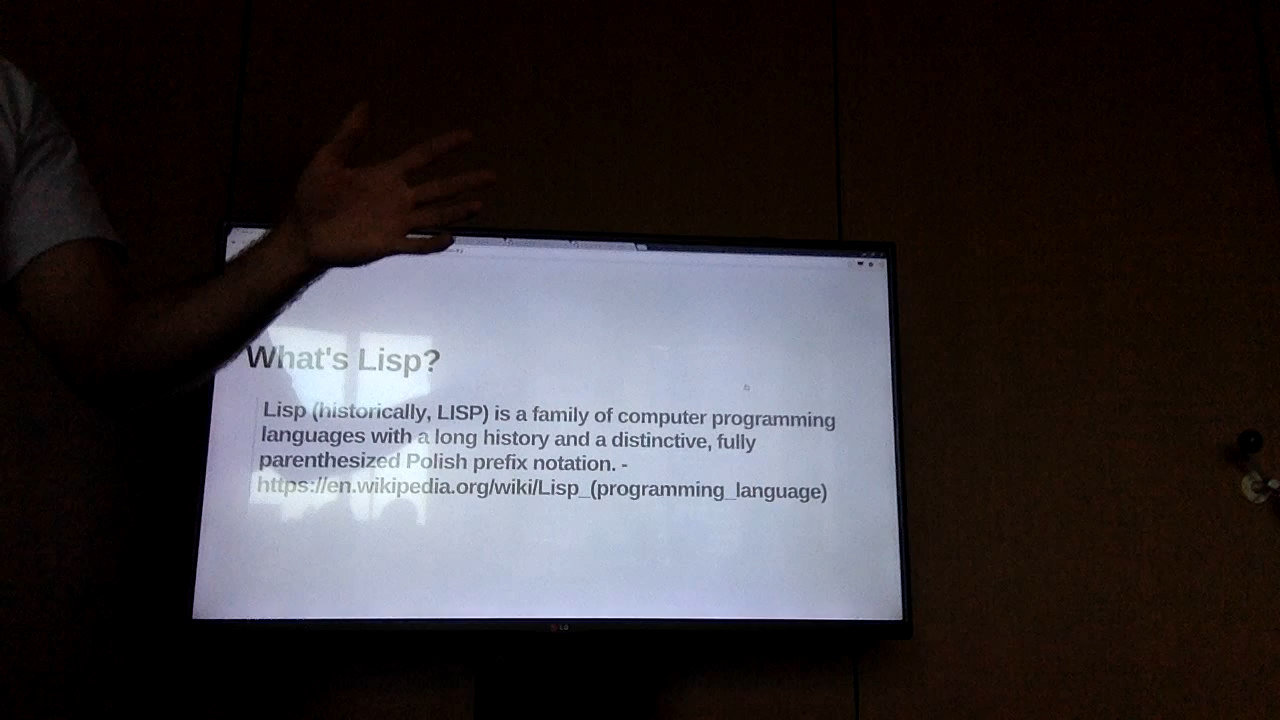 What's Lisp?
Lisp (historically, LISP) is a family of computer programming
languages with a long history and a distinctive, fully
parenthesized Polish prefix notation. -
https://en.wikipedia.org/wiki/Lisp_(programming_language)
LG